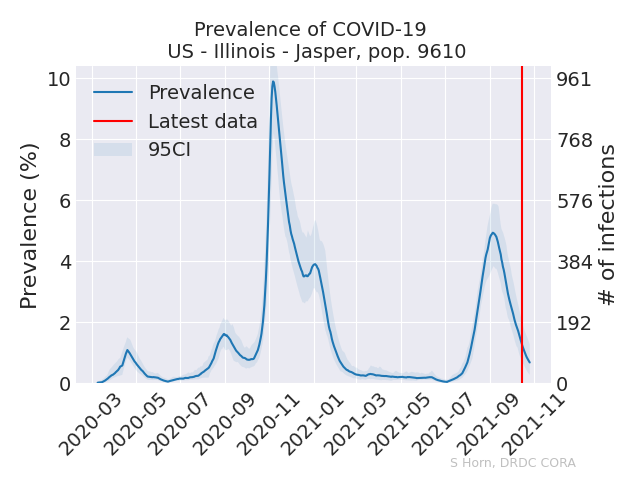 Prevalence of COVID-19
US - Illinois - Jasper, pop. 9610
Prevalence
Latest data
95CI
Prevalence (%)
10
8
6
4
2
0
961
768
576
384
192
0
# of infections
2020-03
2020-05
2020-07
2020-09
2020-11
2021-01
2021-03
2021-05
2021-07
2021-09
2021-11
S Horn, DRDC CORA